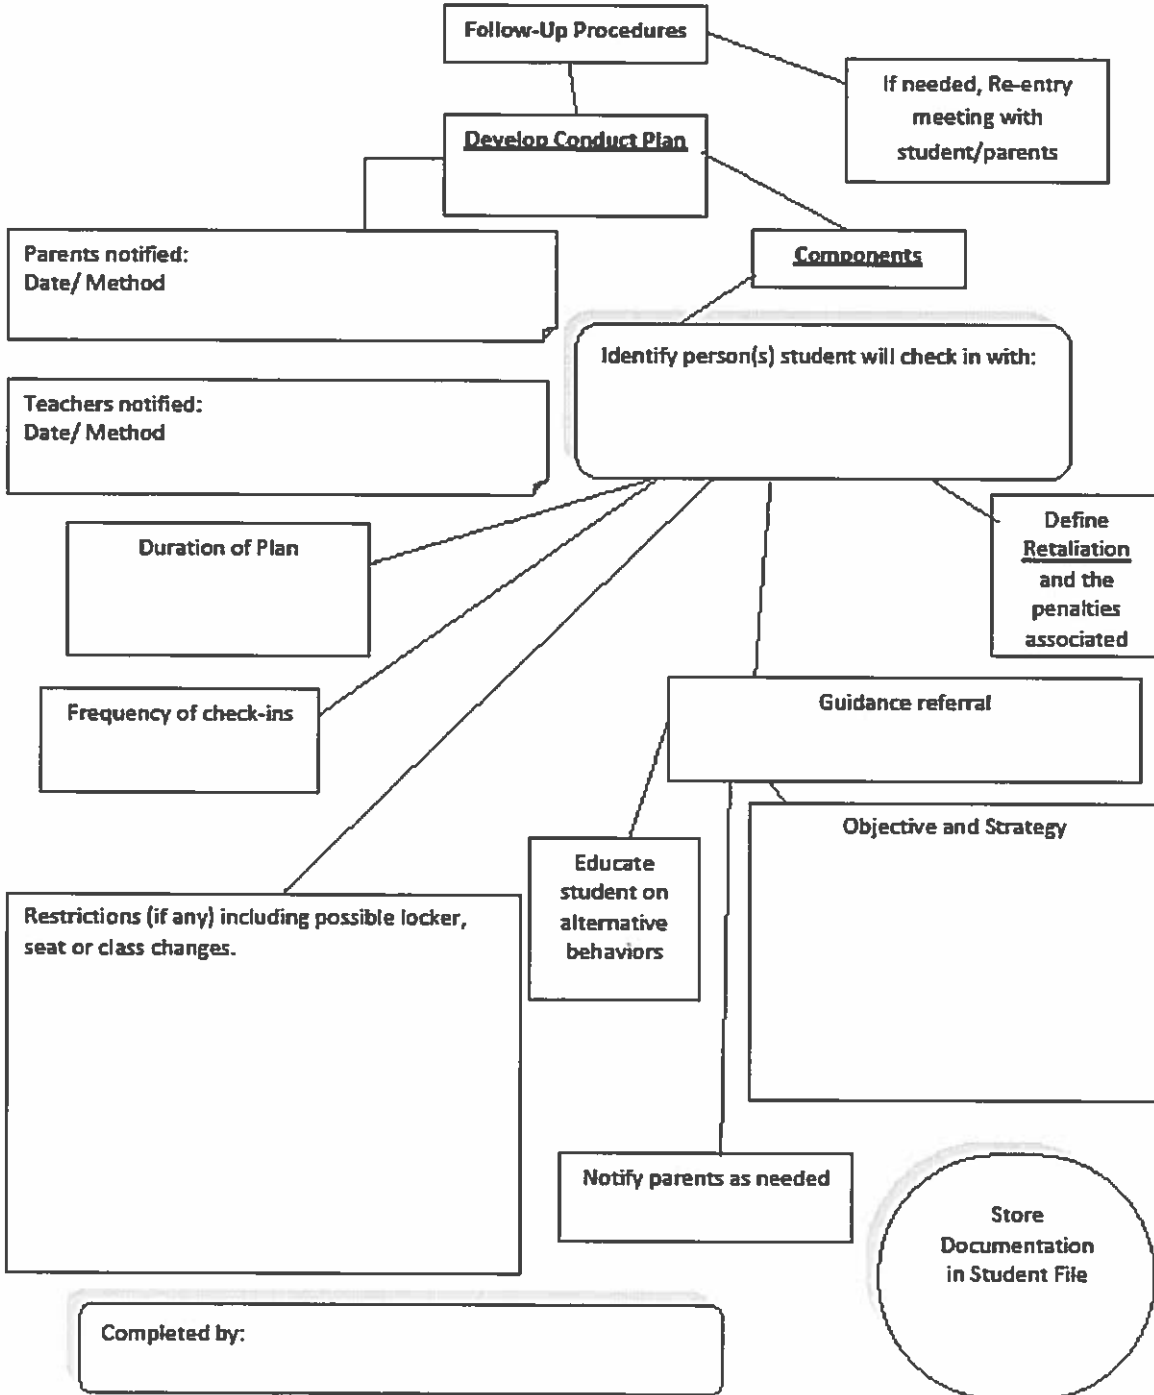 Follow-Up Procedures
If needed, Re-entry
meeting with
student/parents
Develop Conduct Plan
Parents notified:
Date/ Method
Components
Identify person(s) student will check in with:
Teachers notified:
Date/ Method
Duration of Plan
Define
Retaliation
and the
penalties
associated
Frequency of check-ins
Guidance referral
Objective and Strategy
Educate
student on
alternative
behaviors
Restrictions (if any) including possible locker,
seat or class changes.
Notify parents as needed
Store
Documentation
in Student File
Completed by: